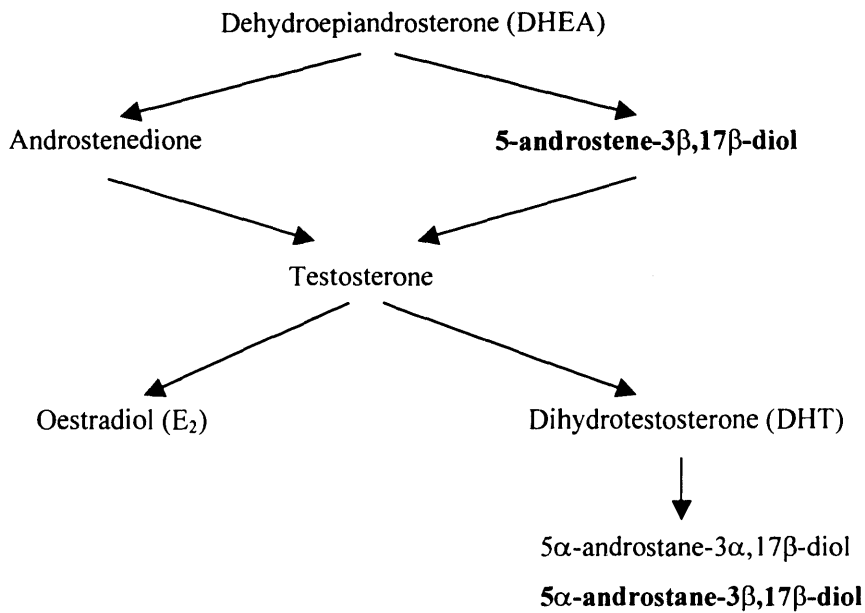 Dehydroepiandrosterone (DHEA)
Androstenedione
5-androstene-3β,17β-diol
Testosterone
Oestradiol (E₂)
Dihydrotestosterone (DHT)
5α-androstane-3α,17β-diol
5α-androstane-3β,17β-diol